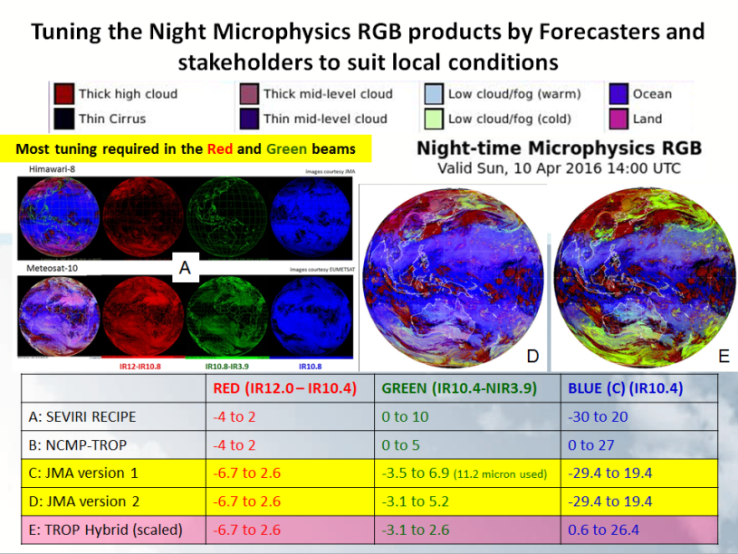 Tuning the Night Microphysics RGB products by Forecasters and
stakeholders to suit local conditions
Thick high cloud
Thick mid-level cloud
Low cloud/fog (warm)
Ocean
Thin Cirrus
Thin mid-level cloud
Low cloud/fog (cold)
Land
Most tuning required in the Red and Green beams
Night-time Microphysics RGB
Valid Sun, 10 Apr 2016 14:00 UTC
Himawari-8
Images courtesy JMA
A
Meteosat-10
Images courtesy EUMETSAT
IR12-IR10.8
IR10.8-IR3.9
IR10.8
D
E
RED (IR12.0 – IR10.4) GREEN (IR10.4-NIR3.9) BLUE (C) (IR10.4)
A: SEVIRI RECIPE -4 to 2 0 to 10 -30 to 20
B: NCMP-TROP -4 to 2 0 to 5 0 to 27
C: JMA version 1 -6.7 to 2.6 -3.5 to 6.9 (11.2 micron used) -29.4 to 19.4
D: JMA version 2 -6.7 to 2.6 -3.1 to 5.2 -29.4 to 19.4
E: TROP Hybrid (scaled) -6.7 to 2.6 -3.1 to 2.6 0.6 to 26.4